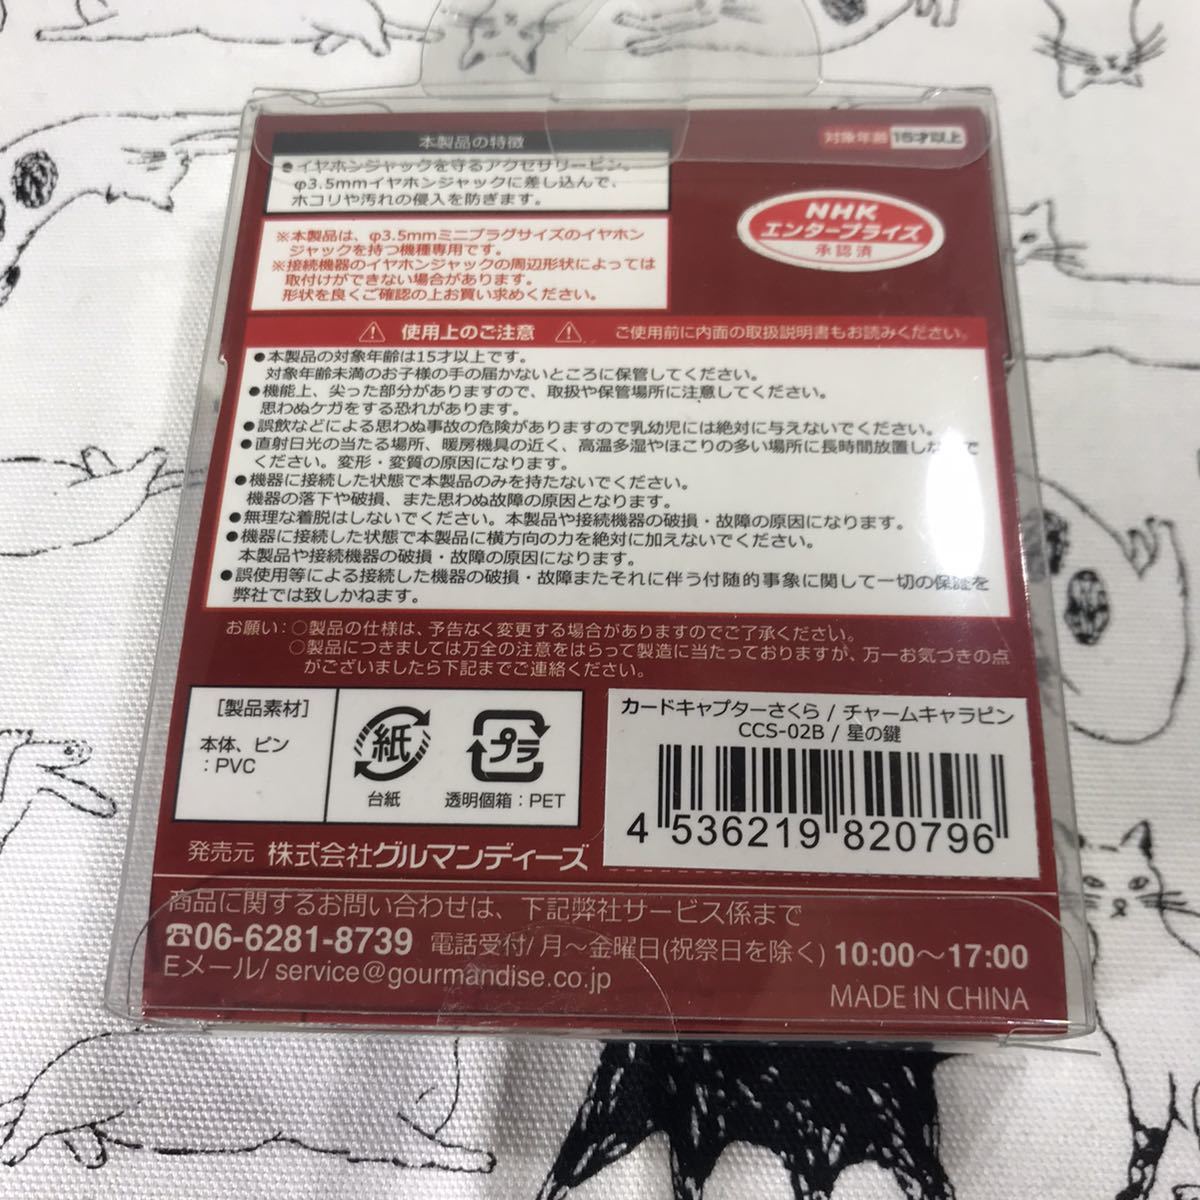 本製品の特徴
対象年齢 15才以上
●イヤホンジャックを守るアクセサリーピン。
φ3.5mmイヤホンジャックに差し込んで、
ホコリや汚れの侵入を防ぎます。
NHK
エンタープライズ
承認済
※本製品は、φ3.5mmミニプラグサイズのイヤホン
ジャックを持つ機種専用です。
※接続機器のイヤホンジャックの周辺形状によっては
取付けができない場合があります。
形状を良くご確認の上お買い求めください。
使用上のご注意 ご使用前に内面の取扱説明書もお読みください。
●本製品の対象年齢は15才以上です。
対象年齢未満のお子様の手の届かないところに保管してください。
●機能上、尖った部分がありますので、取扱や保管場所に注意してください。
思わぬケガをする恐れがあります。
●誤飲などによる思わぬ事故の危険がありますので乳幼児には絶対に与えないでください。
●直射日光の当たる場所、暖房機具の近く、高温多湿やほこりの多い場所に長時間放置しないで
ください。変形・変質の原因になります。
●機器に接続した状態で本製品のみを持たないでください。
機器の落下や破損、また思わぬ故障の原因となります。
●無理な着脱はしないでください。本製品や接続機器の破損・故障の原因になります。
●機器に接続した状態で本製品に横方向の力を絶対に加えないでください。
本製品や接続機器の破損・故障の原因になります。
●誤使用等による接続した機器の破損・故障またそれに伴う付随的事象に関して一切の保証を
弊社では致しかねます。
お願い:○製品の仕様は、予告なく変更する場合がありますのでご了承ください。
○製品につきましては万全の注意をはらって製造に当たっておりますが、万一お気づきの点
がございましたら下記までご連絡ください。
[製品素材]
本体、ピン
:PVC
紙
台紙
プラ
透明個箱:PET
カードキャプターさくら / チャームキャラピン
CCS-02B / 星の鍵
4 536219 820796
発売元 株式会社グルマンディーズ
商品に関するお問い合わせは、下記弊社サービス係まで
☎06-6281-8739 電話受付/月〜金曜日(祝祭日を除く) 10:00〜17:00
Eメール/ service@gourmandise.co.jp
MADE IN CHINA